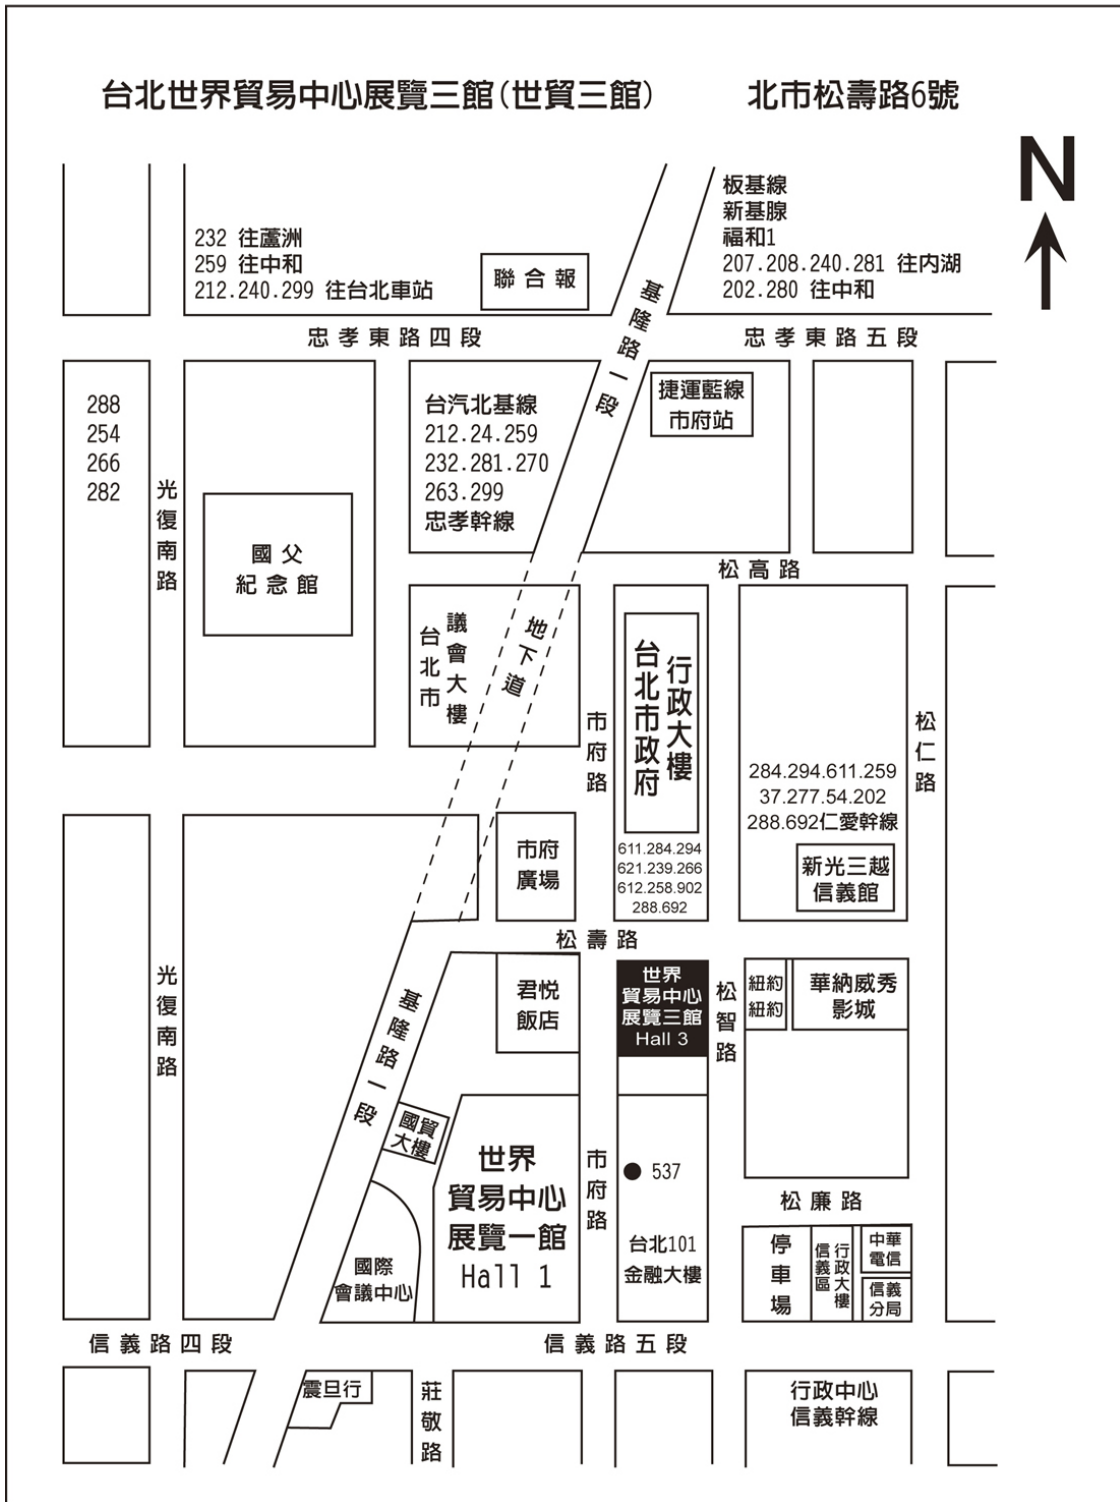 台北世界貿易中心展覽三館(世貿三館)
北市松壽路6號
N
232 往蘆洲
259 往中和
212.240.299 往台北車站
聯合報
基隆路一段
板基線
新基腺
福和1
207.208.240.281 往內湖
202.280 往中和
忠孝東路四段
忠孝東路五段
288
254
266
282
光復南路
國父
紀念館
台汽北基線
212.24.259
232.281.270
263.299
忠孝幹線
捷運藍線
市府站
松高路
台北市
議會大樓
地下道
市府路
台北市政府
行政大樓
611.284.294
621.239.266
612.258.902
288.692
284.294.611.259
37.277.54.202
288.692仁愛幹線
新光三越
信義館
松仁路
市府
廣場
松壽路
光復南路
基隆路一段
君悦
飯店
世界
貿易中心
展覽三館
Hall 3
松智路
紐約
紐約
華納威秀
影城
國貿
大樓
世界
貿易中心
展覽一館
Hall 1
市府路
537
台北101
金融大樓
松廉路
國際
會議中心
停車場
信義區
行政大樓
中華
電信
信義
分局
信義路四段
信義路五段
震旦行
莊敬路
行政中心
信義幹線